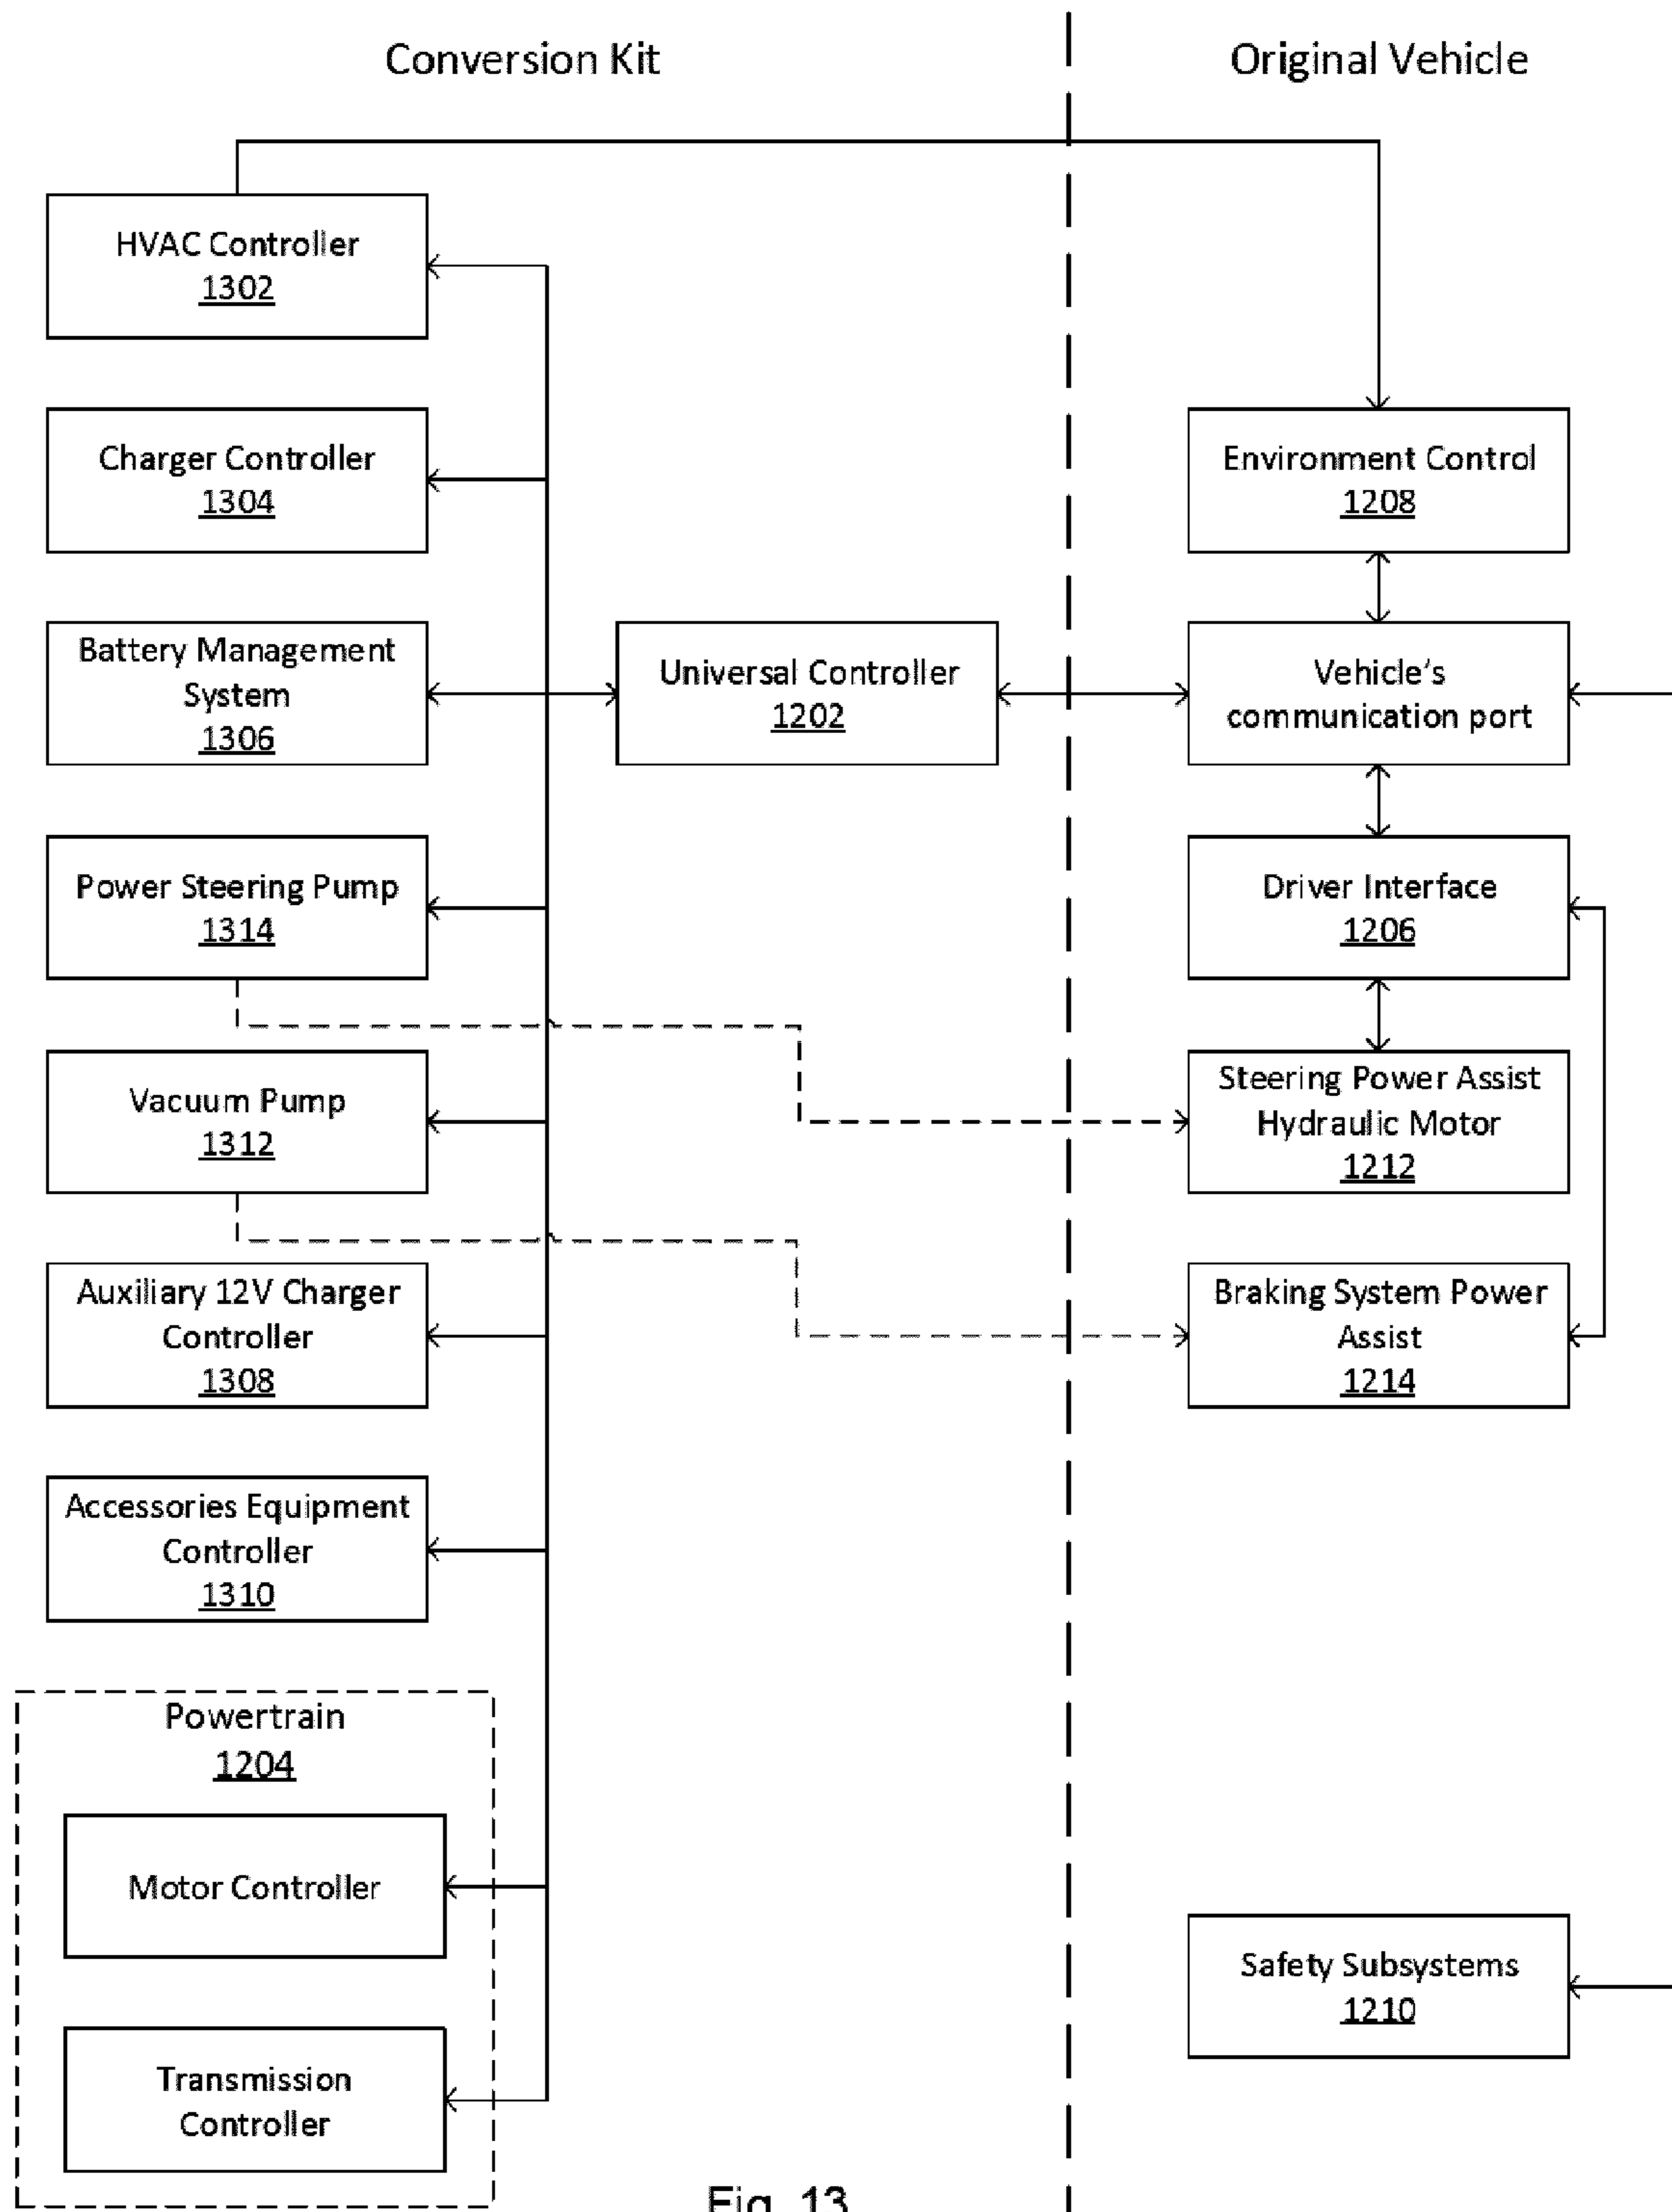 Conversion Kit
Original Vehicle
HVAC Controller
1302
Charger Controller
1304
Environment Control
1208
Battery Management
System
1306
Universal Controller
1202
Vehicle's
communication port
Power Steering Pump
1314
Driver Interface
1206
Vacuum Pump
1312
Steering Power Assist
Hydraulic Motor
1212
Auxiliary 12V Charger
Controller
1308
Braking System Power
Assist
1214
Accessories Equipment
Controller
1310
Powertrain
1204
Motor Controller
Safety Subsystems
1210
Transmission
Controller
Fig. 13